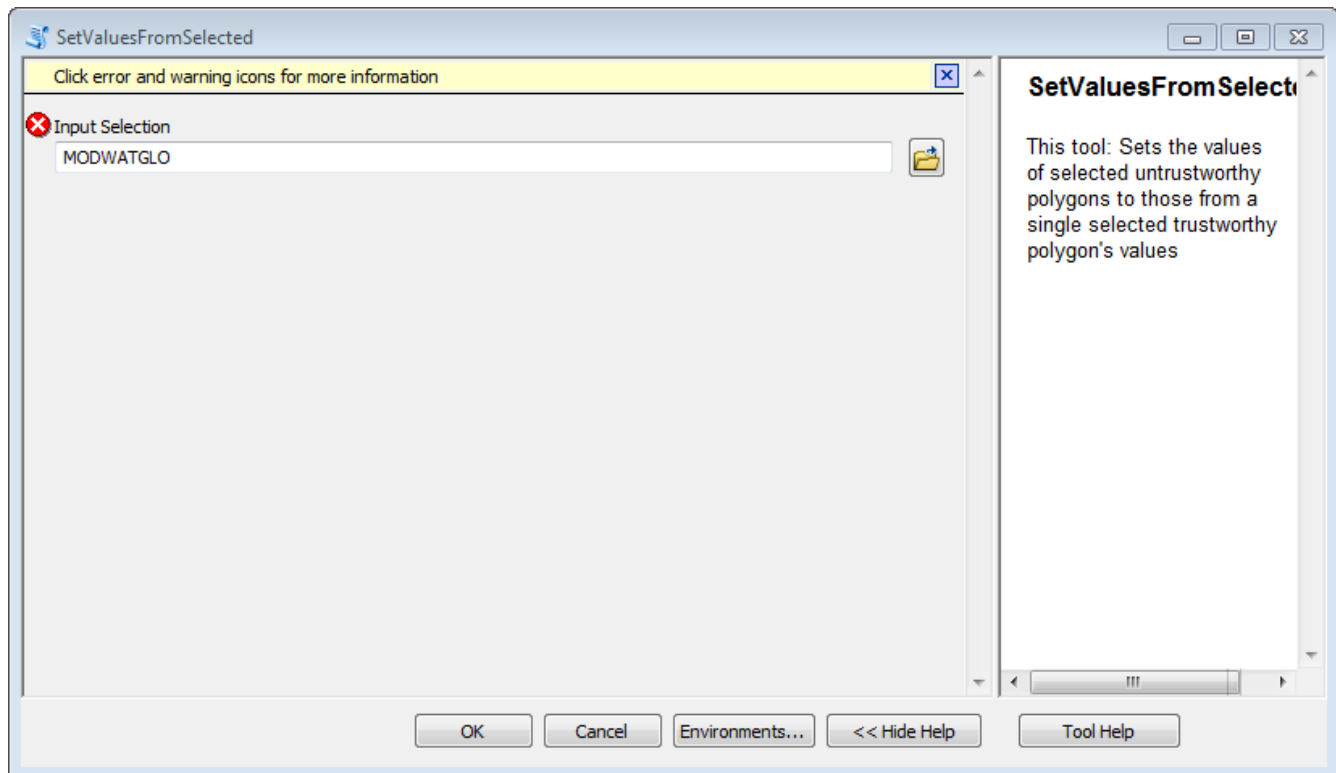 SetValuesFromSelected
Click error and warning icons for more information
Input Selection
MODWATGLO
SetValuesFromSelect
This tool: Sets the values
of selected untrustworthy
polygons to those from a
single selected trustworthy
polygon's values
OK
Cancel
Environments...
<< Hide Help
Tool Help